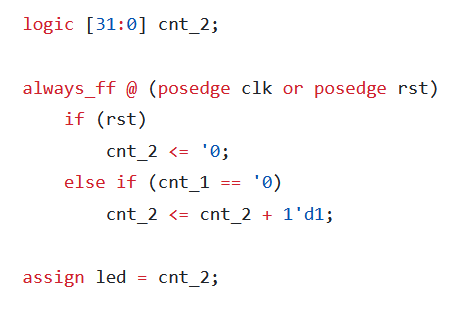 logic [31:0] cnt_2;
always_ff @ (posedge clk or posedge rst)
if (rst)
cnt_2 <= '0;
else if (cnt_1 == '0)
cnt_2 <= cnt_2 + 1'd1;
assign led = cnt_2;